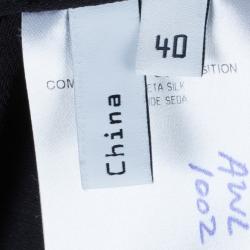 40
COM
SITION
ETA SILK
DE SEDA
China
AWL
1002